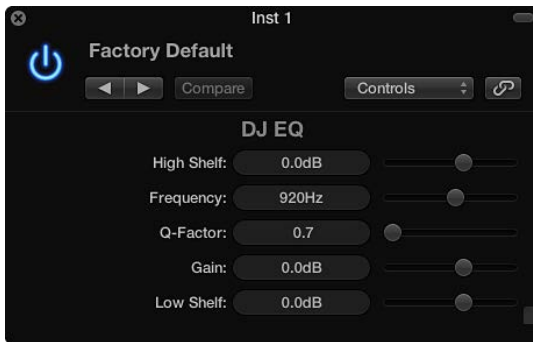 Inst 1
Factory Default
Compare
Controls
DJ EQ
High Shelf: 0.0dB
Frequency: 920Hz
Q-Factor: 0.7
Gain: 0.0dB
Low Shelf: 0.0dB